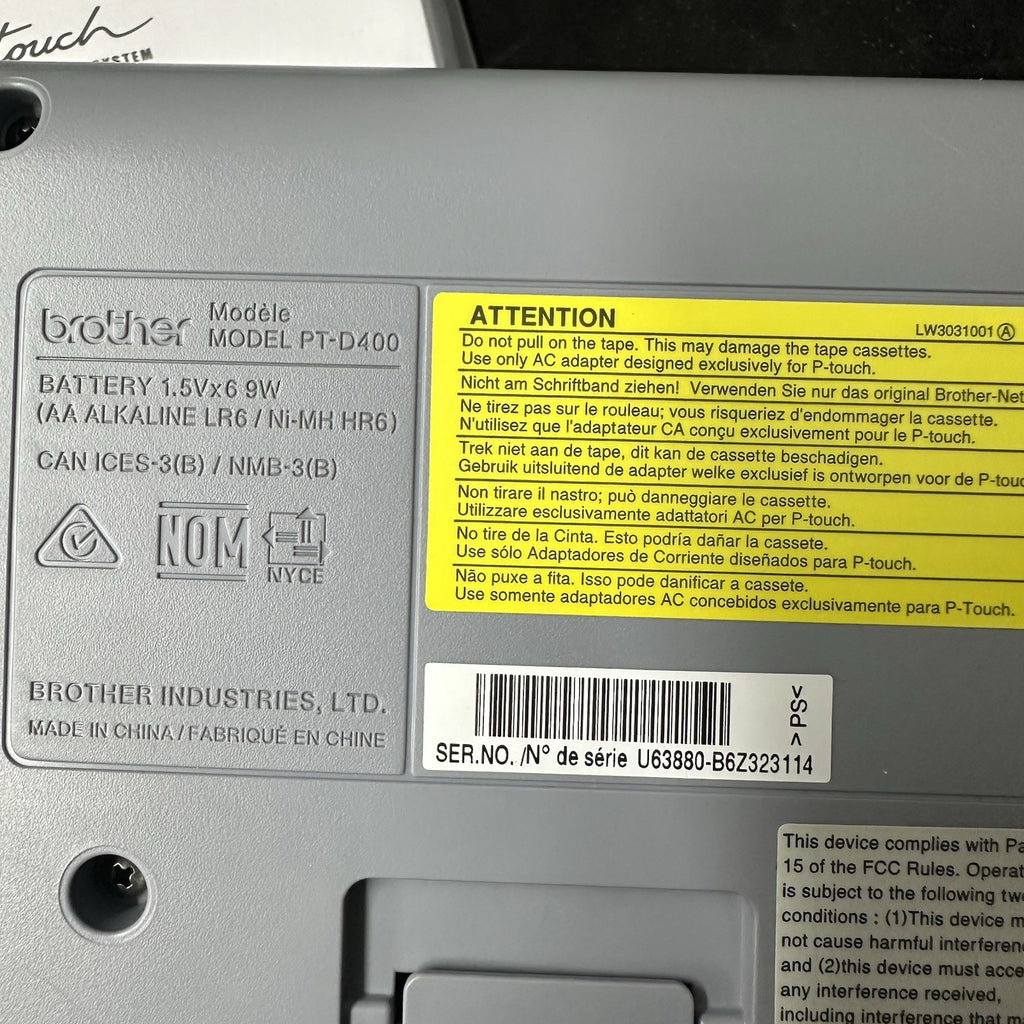 touch
SYSTEM
brother
Modèle
MODEL PT-D400
BATTERY 1.5Vx6 9W
(AA ALKALINE LR6 / Ni-MH HR6)
CAN ICES-3(B) / NMB-3(B)
NOM
NYCE
BROTHER INDUSTRIES, LTD.
MADE IN CHINA / FABRIQUÉ EN CHINE
ATTENTION
LW3031001 Ⓐ
Do not pull on the tape. This may damage the tape cassettes.
Use only AC adapter designed exclusively for P-touch.
Nicht am Schriftband ziehen! Verwenden Sie nur das original Brother-Net
Ne tirez pas sur le rouleau; vous risqueriez d'endommager la cassette.
N'utilisez que l'adaptateur CA conçu exclusivement pour le P-touch.
Trek niet aan de tape, dit kan de cassette beschadigen.
Gebruik uitsluitend de adapter welke exclusief is ontworpen voor de P-touc
Non tirare il nastro; può danneggiare le cassette.
Utilizzare esclusivamente adattatori AC per P-touch.
No tire de la Cinta. Esto podría dañar la cassete.
Use sólo Adaptadores de Corriente diseñados para P-touch.
Não puxe a fita. Isso pode danificar a cassete.
Use somente adaptadores AC concebidos exclusivamente para P-Touch.
>PS<
SER.NO. /N° de série U63880-B6Z323114
This device complies with Pa
15 of the FCC Rules. Operat
is subject to the following tw
conditions : (1)This device m
not cause harmful interferen
and (2)this device must acce
any interference received,
including interference that m